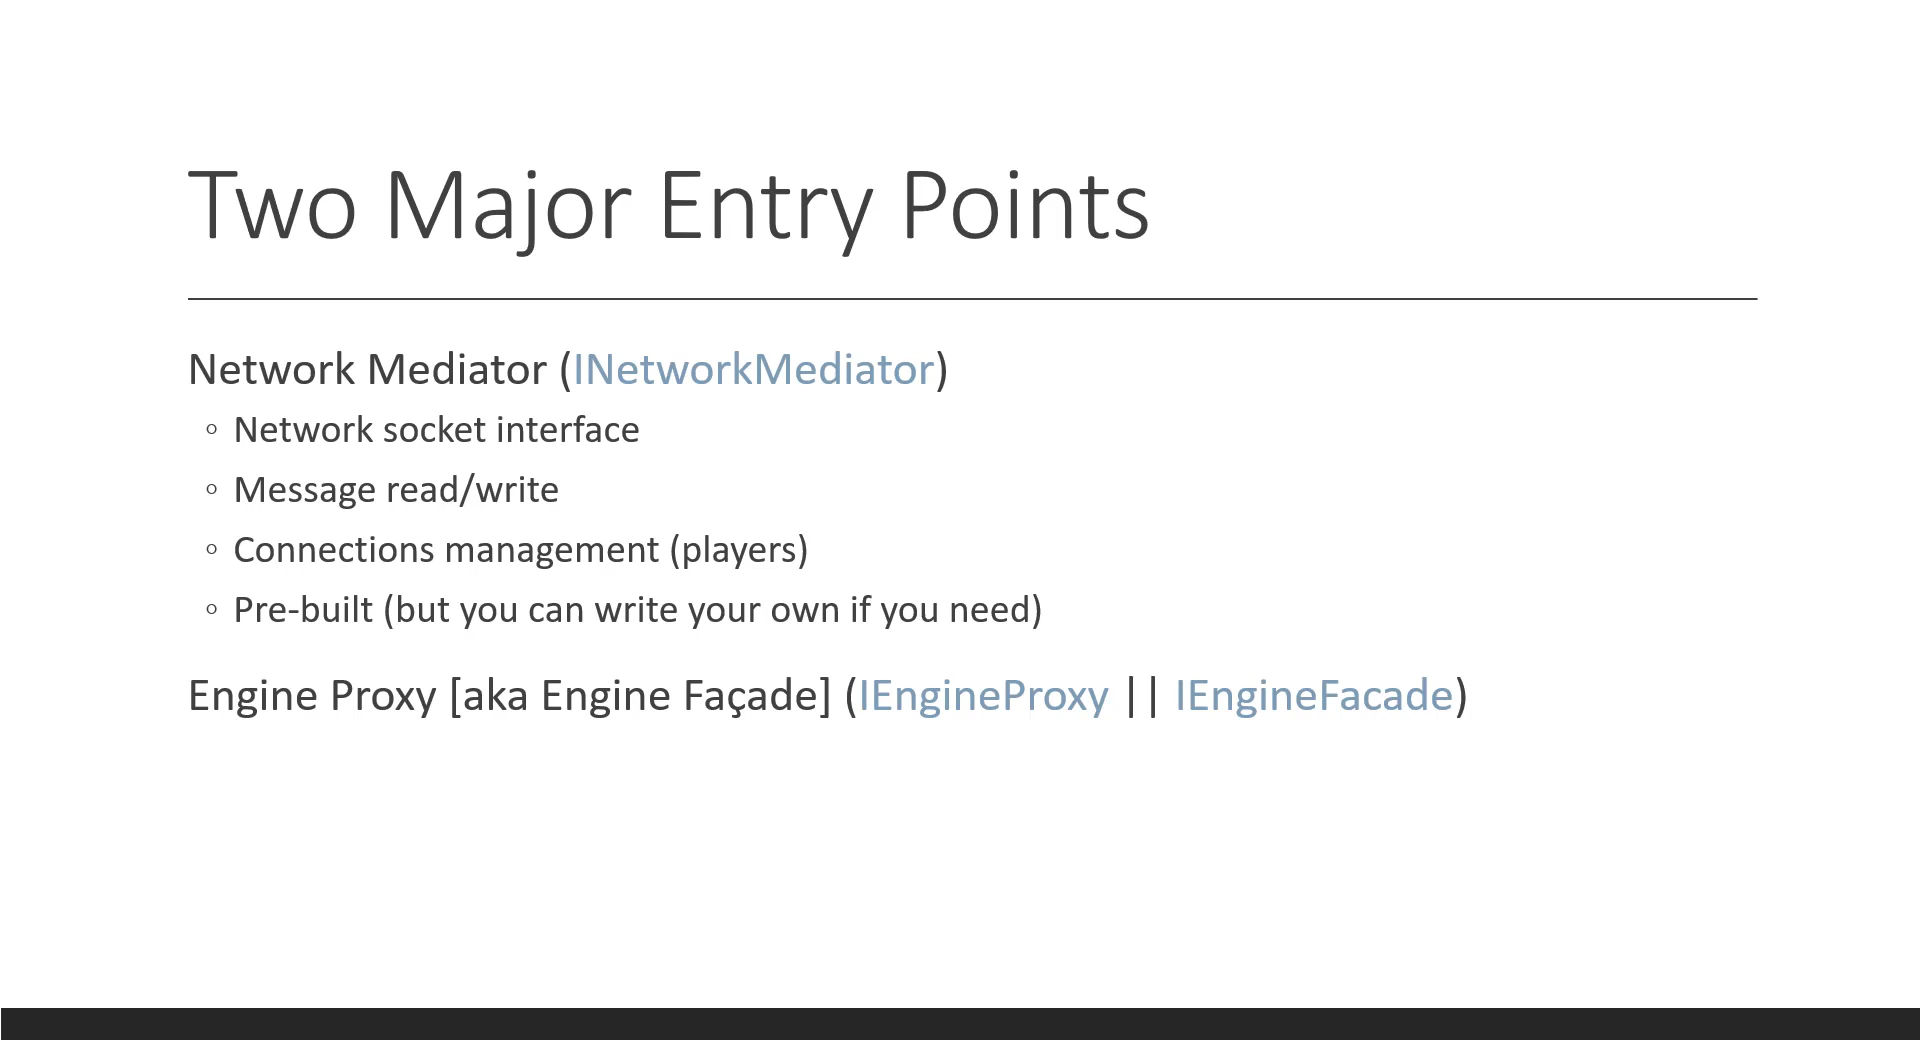 Two Major Entry Points
Network Mediator (INetworkMediator)
◦ Network socket interface
◦ Message read/write
◦ Connections management (players)
◦ Pre-built (but you can write your own if you need)
Engine Proxy [aka Engine Façade] (IEngineProxy || IEngineFacade)